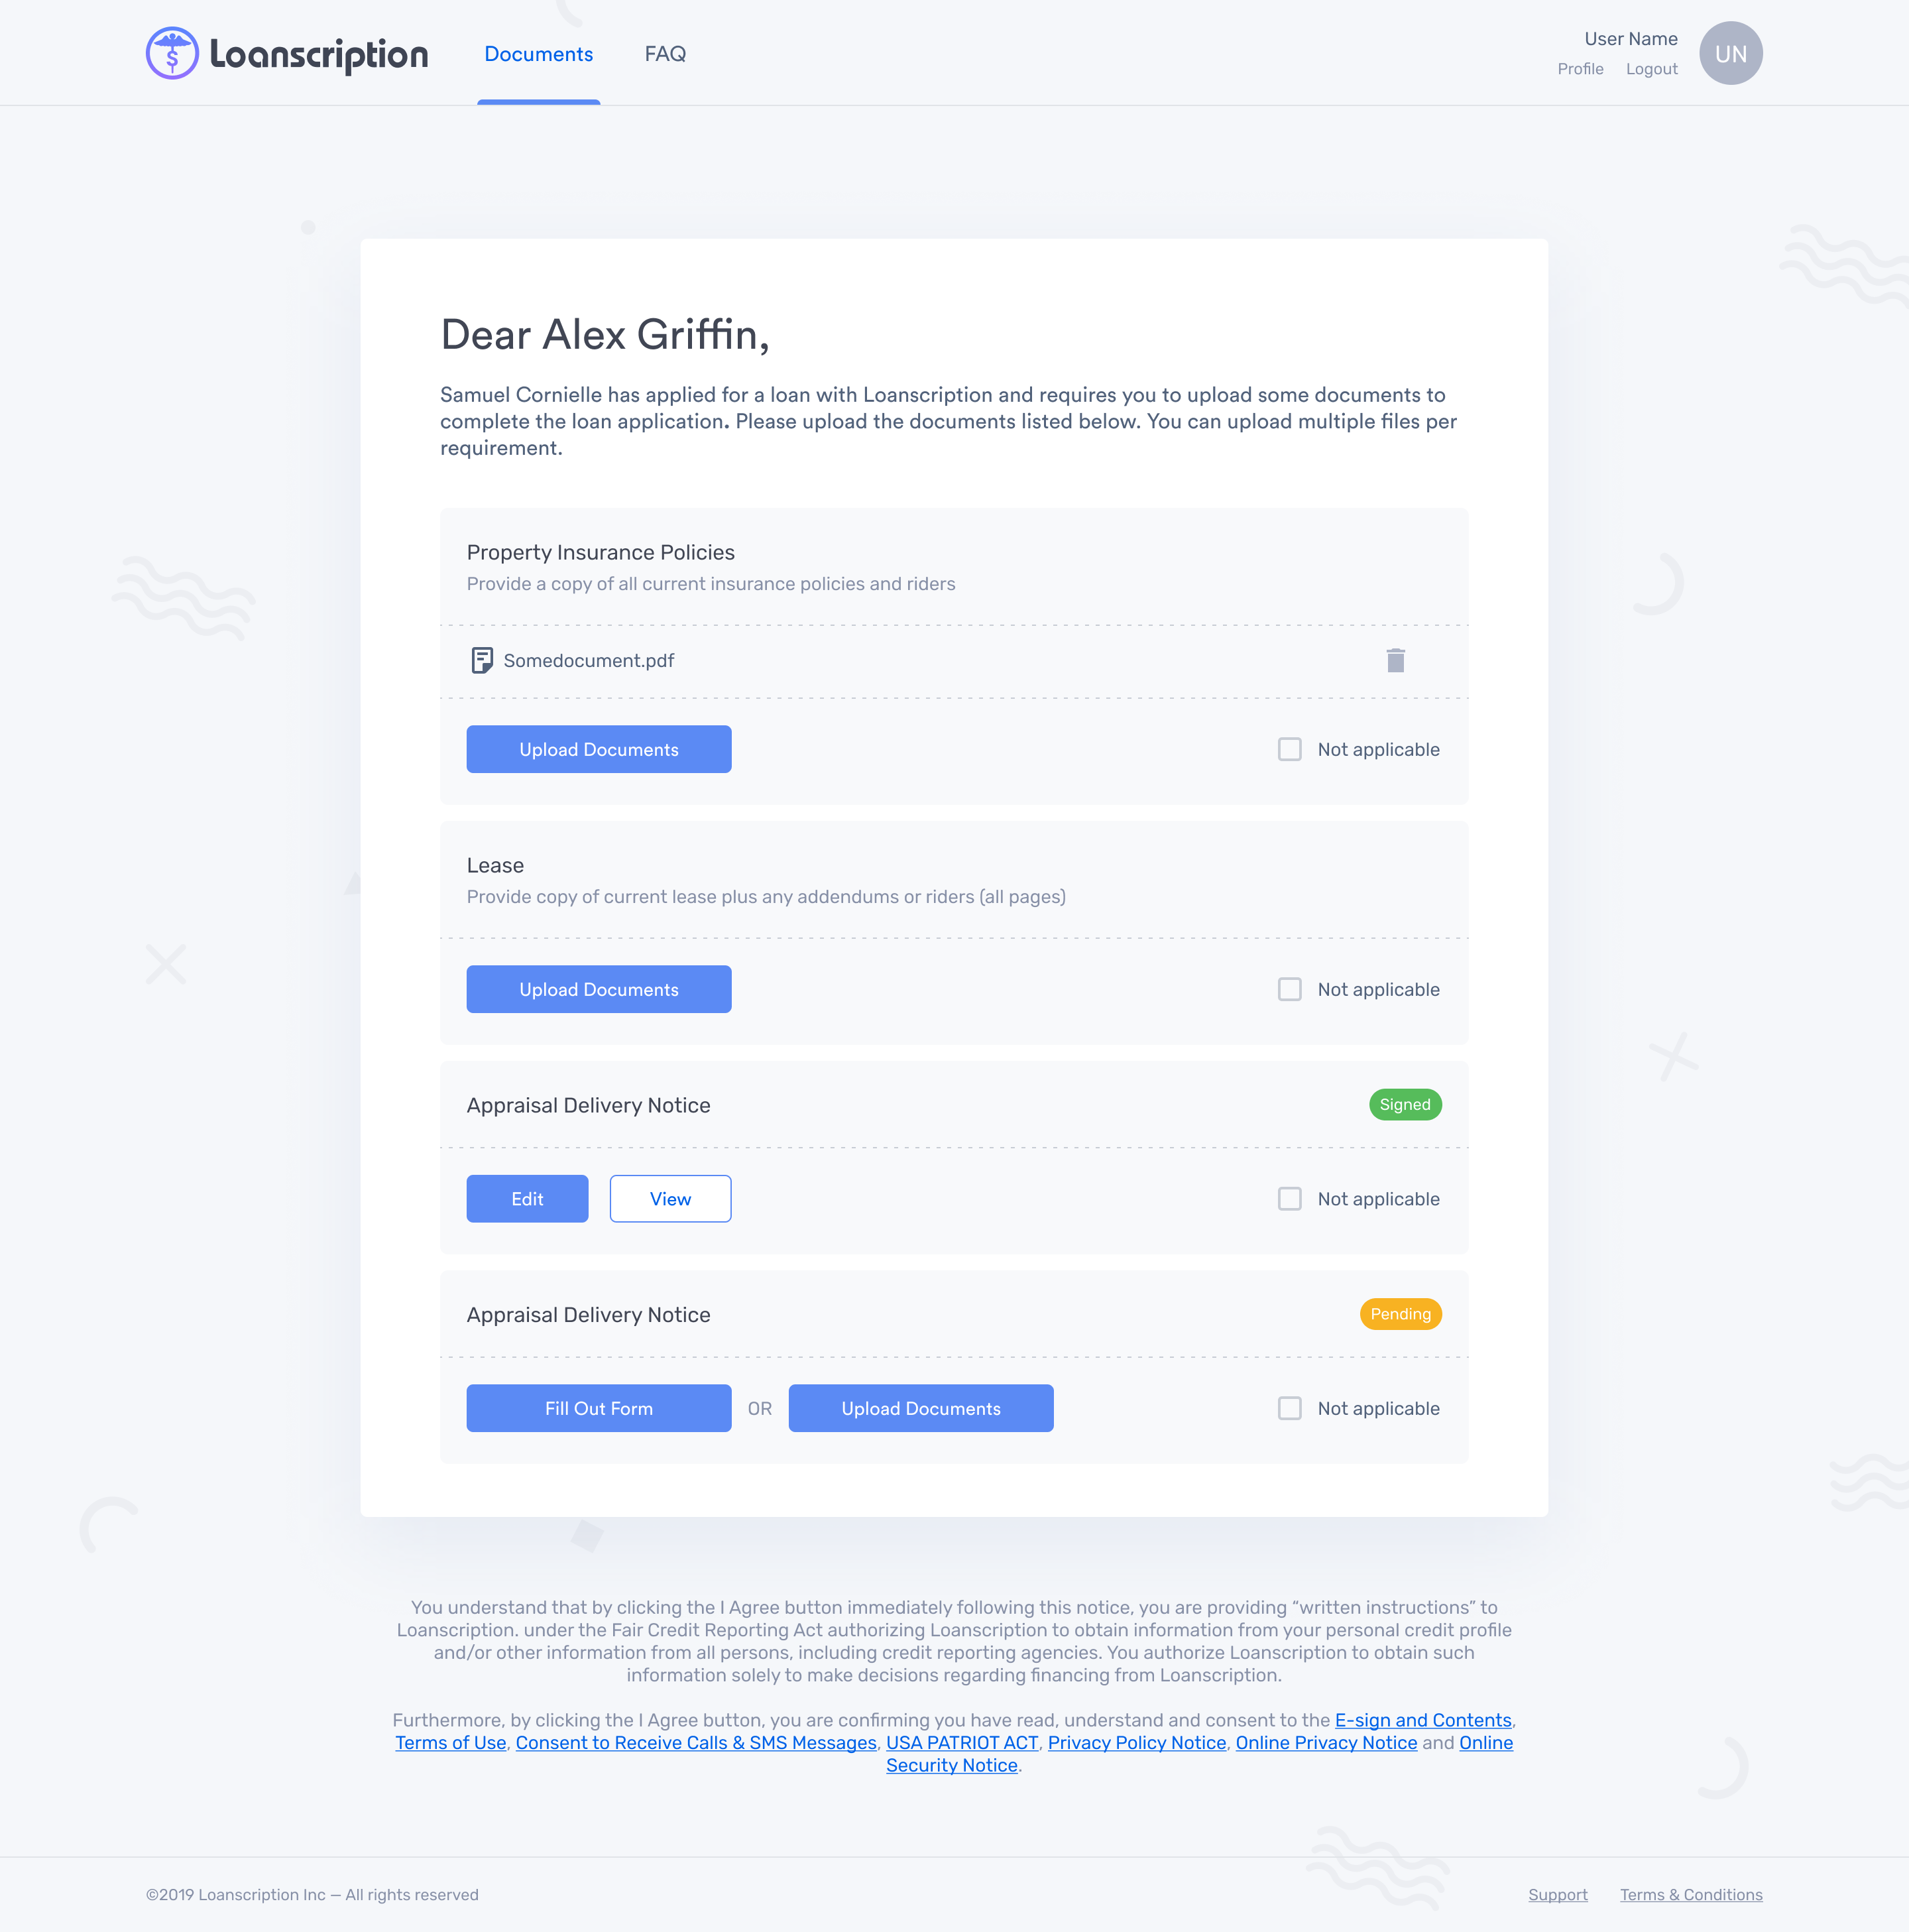 Loanscription
Documents
FAQ
User Name
Profile
Logout
UN
Dear Alex Griffin,
Samuel Cornielle has applied for a loan with Loanscription and requires you to upload some documents to
complete the loan application. Please upload the documents listed below. You can upload multiple files per
requirement.
Property Insurance Policies
Provide a copy of all current insurance policies and riders
Somedocument.pdf
Upload Documents
Not applicable
Lease
Provide copy of current lease plus any addendums or riders (all pages)
Upload Documents
Not applicable
Appraisal Delivery Notice
Signed
Edit
View
Not applicable
Appraisal Delivery Notice
Pending
Fill Out Form
OR
Upload Documents
Not applicable
You understand that by clicking the I Agree button immediately following this notice, you are providing “written instructions” to
Loanscription. under the Fair Credit Reporting Act authorizing Loanscription to obtain information from your personal credit profile
and/or other information from all persons, including credit reporting agencies. You authorize Loanscription to obtain such
information solely to make decisions regarding financing from Loanscription.
Furthermore, by clicking the I Agree button, you are confirming you have read, understand and consent to the E-sign and Contents,
Terms of Use, Consent to Receive Calls & SMS Messages, USA PATRIOT ACT, Privacy Policy Notice, Online Privacy Notice and Online
Security Notice.
©2019 Loanscription Inc — All rights reserved
Support
Terms & Conditions